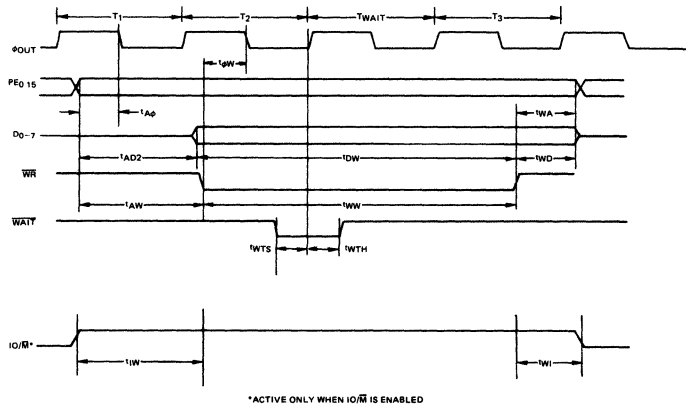 T1 T2 TWAIT T3
φOUT
tφW
PE0 15
tAφ tWA
D0–7
tAD2 tDW tWD
WR
tAW tWW
WAIT
tWTS tWTH
IO/M*
tIW tWI
*ACTIVE ONLY WHEN IO/M IS ENABLED